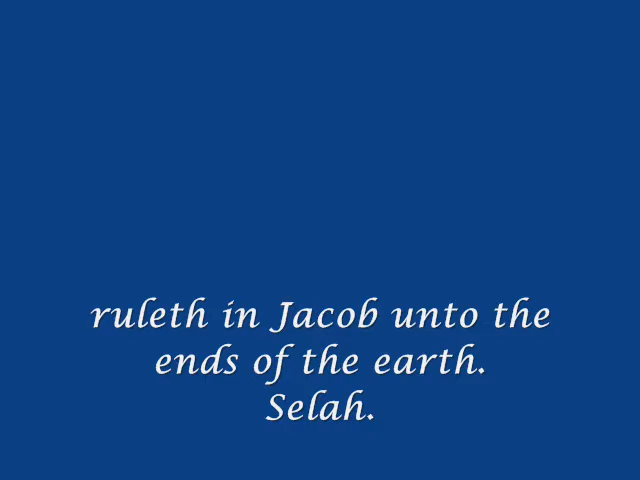 ruleth in Jacob unto the
ends of the earth.
Selah.